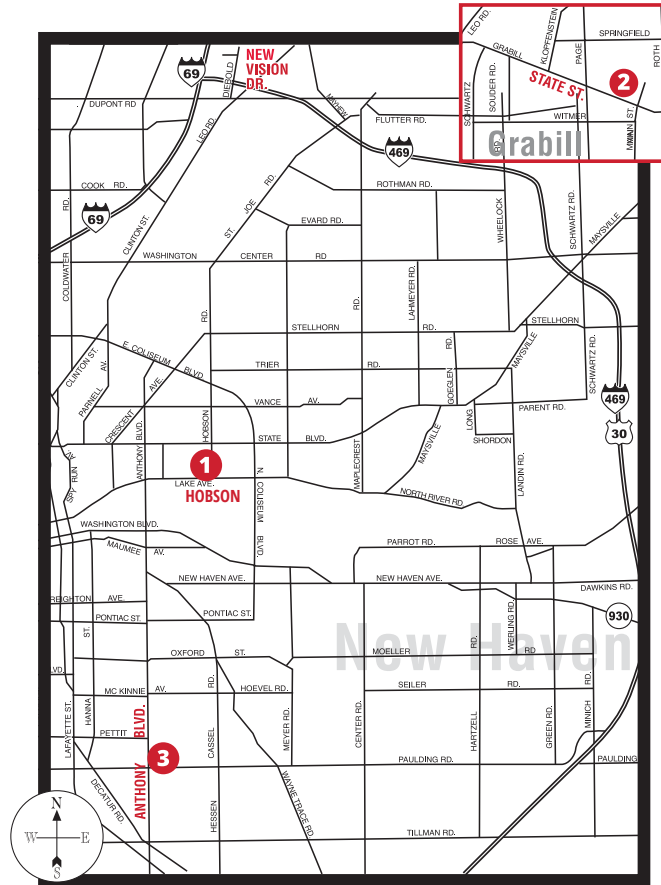 LEO RD.
KLOPFENSTEIN
SPRINGFIELD
GRABILL
PAGE
ROTH
STATE ST.
2
SCHWARTZ
SOUDER RD.
WITMER
ST.
RD.
Grabill
69
DIEBOLD
NEW
VISION
DR.
DUPONT RD
MAYHEW
LEO RD.
FLUTTER RD.
469
COOK RD.
ROTHMAN RD.
69
RD.
CLINTON ST.
ST. JOE RD.
EVARD RD.
WHEELOCK
SCHWARTZ RD.
MAYSVILLE
WASHINGTON CENTER RD
COLDWATER
LAHMEYER RD.
RD.
RD.
STELLHORN RD.
STELLHORN
E. COLISEUM BLVD
CLINTON ST.
AV.
PARNELL
CRESCENT AVE.
TRIER RD.
GOEGLEN RD.
MAYSVILLE
SCHWARTZ RD.
VANCE AV.
469
30
PARENT RD.
LONG
ANTHONY BLVD.
HOBSON
STATE BLVD.
MAPLECREST
MAYSVILLE
SHORDON
SPY RUN AV.
1
LAKE AVE.
HOBSON
N. COLISEUM BLVD.
NORTH RIVER RD
LANDIN RD.
WASHINGTON BLVD.
MAUMEE AV.
PARROT RD.
ROSE AVE.
NEW HAVEN AVE.
NEW HAVEN AVE.
DAWKINS RD.
REIGHTON AVE.
PONTIAC ST.
PONTIAC ST.
930
ST.
WERLING RD.
RD.
New Haven
OXFORD ST.
MOELLER RD
LVD.
MC KINNIE AV.
HOEVEL RD.
SEILER RD.
RD.
RD.
LAFAYETTE ST.
HANNA
ANTHONY BLVD.
PETTIT
CASSEL
MEYER RD.
CENTER RD.
HARTZELL
GREEN RD.
MINICH
3
PAULDING RD.
PAULDING
DECATUR RD.
HESSEN
WAYNE TRACE RD.
TILLMAN RD.
N
W E
S